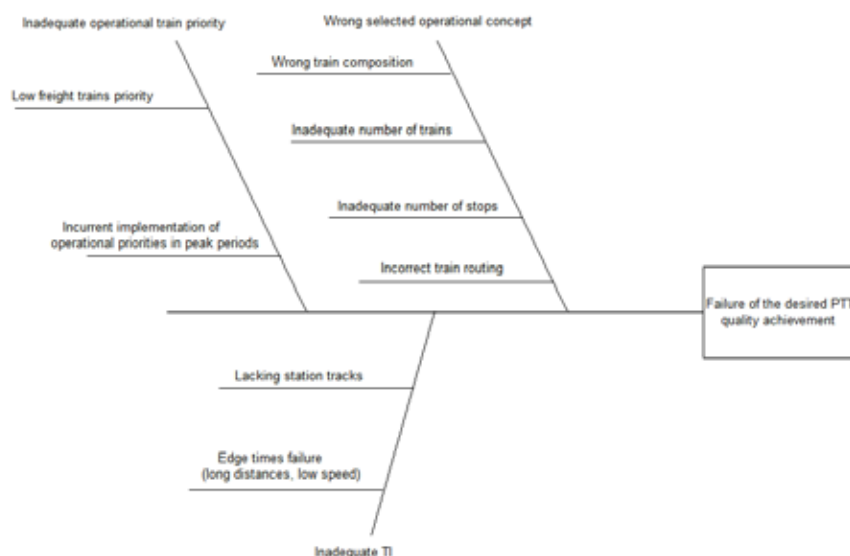 Inadequate operational train priority
Wrong selected operational concept
Wrong train composition
Low freight trains priority
Inadequate number of trains
Inadequate number of stops
Incurrent implementation of
operational priorities in peak periods
Incorrect train routing
Failure of the desired PTT
quality achievement
Lacking station tracks
Edge times failure
(long distances, low speed)
Inadequate TI